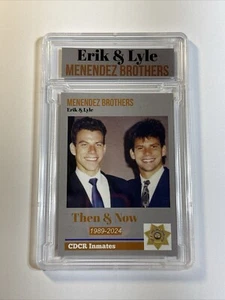 Erik & Lyle
MENENDEZ BROTHERS
MENENDEZ BROTHERS
Erik & Lyle
Then & Now
1989-2024
CDCR Inmates